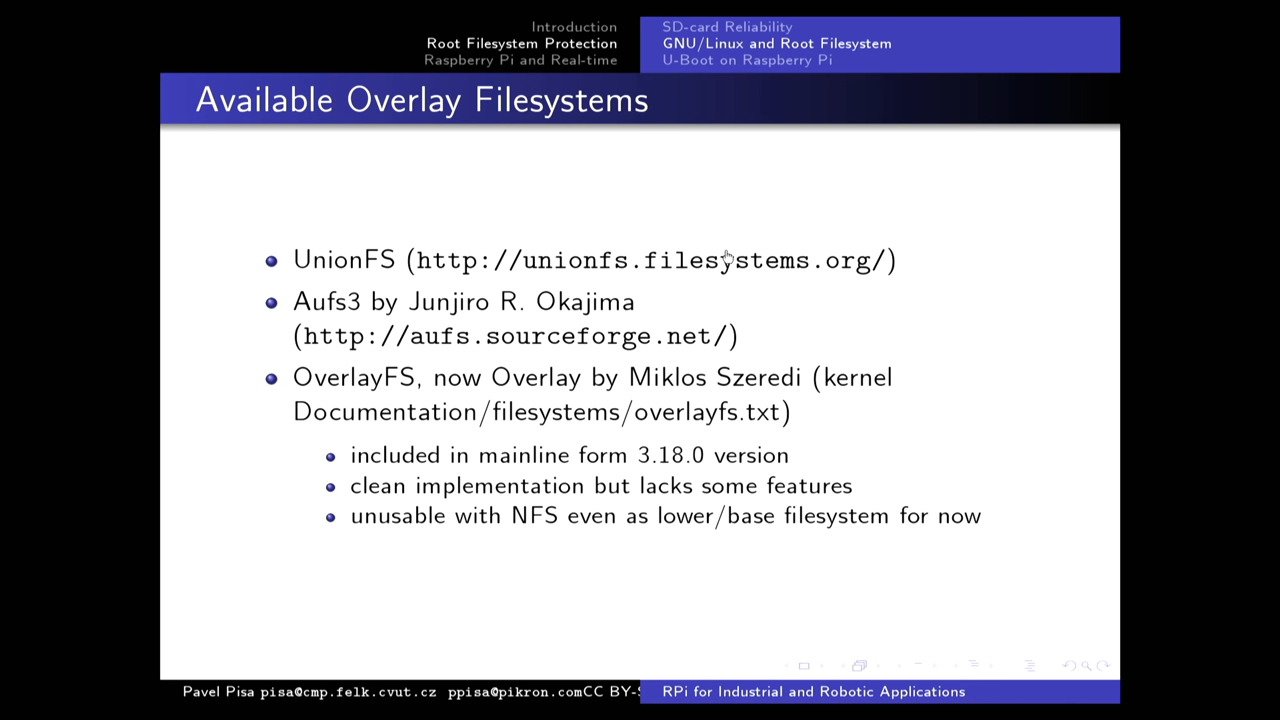 Introduction
Root Filesystem Protection
Raspberry Pi and Real-time
SD-card Reliability
GNU/Linux and Root Filesystem
U-Boot on Raspberry Pi
Available Overlay Filesystems
UnionFS (http://unionfs.filesystems.org/)
Aufs3 by Junjiro R. Okajima
(http://aufs.sourceforge.net/)
OverlayFS, now Overlay by Miklos Szeredi (kernel
Documentation/filesystems/overlayfs.txt)
included in mainline form 3.18.0 version
clean implementation but lacks some features
unusable with NFS even as lower/base filesystem for now
Pavel Pisa pisa@cmp.felk.cvut.cz ppisa@pikron.comCC BY-S
RPi for Industrial and Robotic Applications